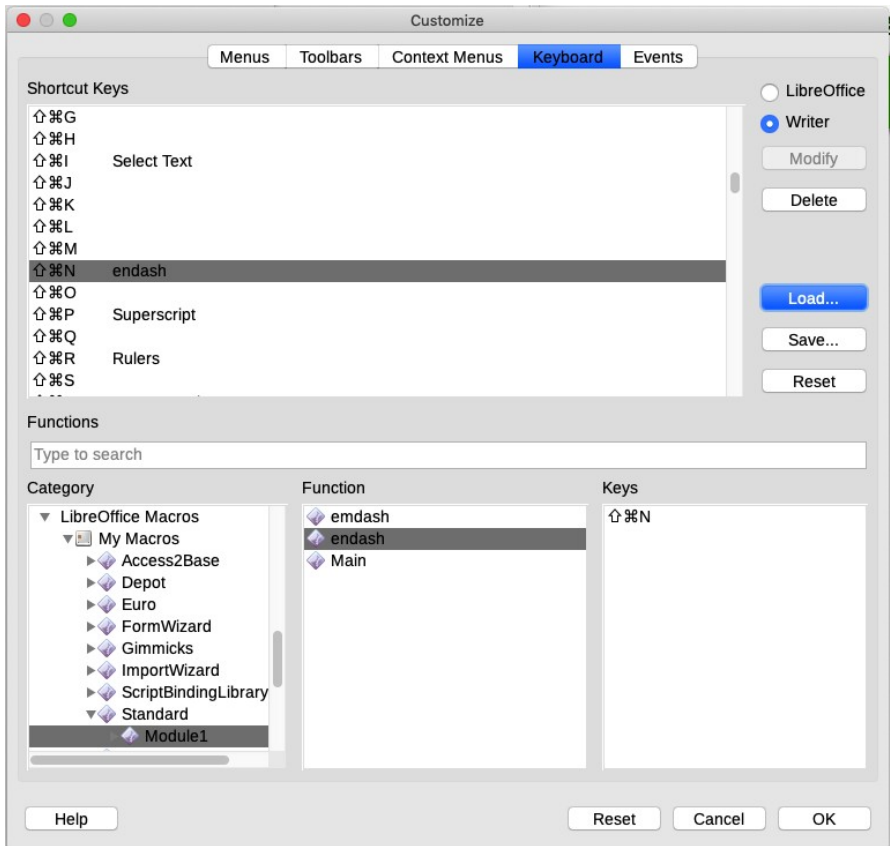 Customize
Menus Toolbars Context Menus Keyboard Events
Shortcut Keys
⇧⌘G
⇧⌘H
⇧⌘I Select Text
⇧⌘J
⇧⌘K
⇧⌘L
⇧⌘M
⇧⌘N endash
⇧⌘O
⇧⌘P Superscript
⇧⌘Q
⇧⌘R Rulers
⇧⌘S
LibreOffice
Writer
Modify
Delete
Load...
Save...
Reset
Functions
Type to search
Category
LibreOffice Macros
My Macros
Access2Base
Depot
Euro
FormWizard
Gimmicks
ImportWizard
ScriptBindingLibrary
Standard
Module1
Function
emdash
endash
Main
Keys
⇧⌘N
Help Reset Cancel OK